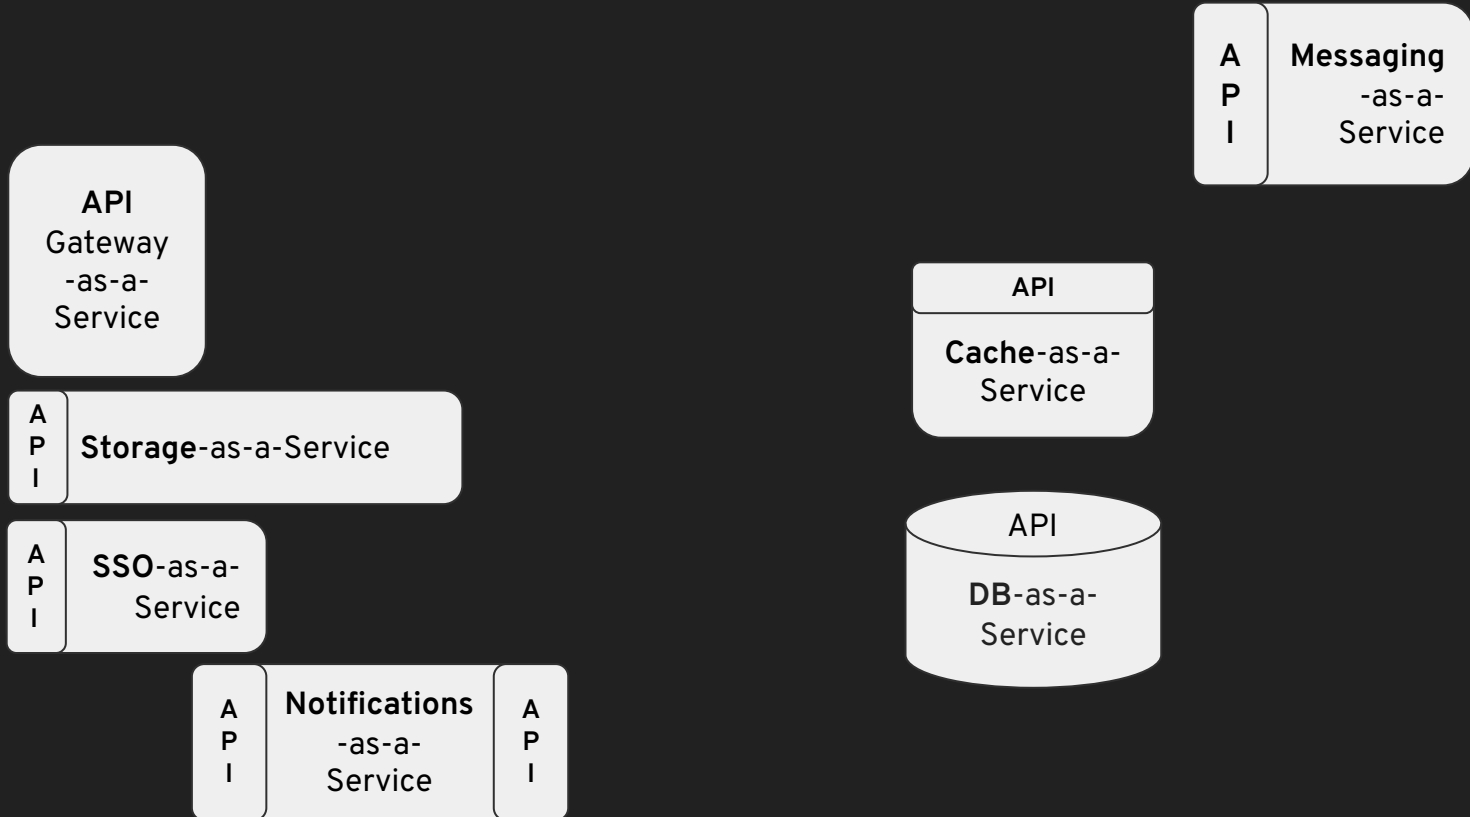 A
P
I
Messaging
-as-a-
Service
API
Gateway
-as-a-
Service
API
Cache-as-a-
Service
A
P
I
Storage-as-a-Service
API
DB-as-a-
Service
A
P
I
SSO-as-a-
Service
A
P
I
Notifications
-as-a-
Service
A
P
I